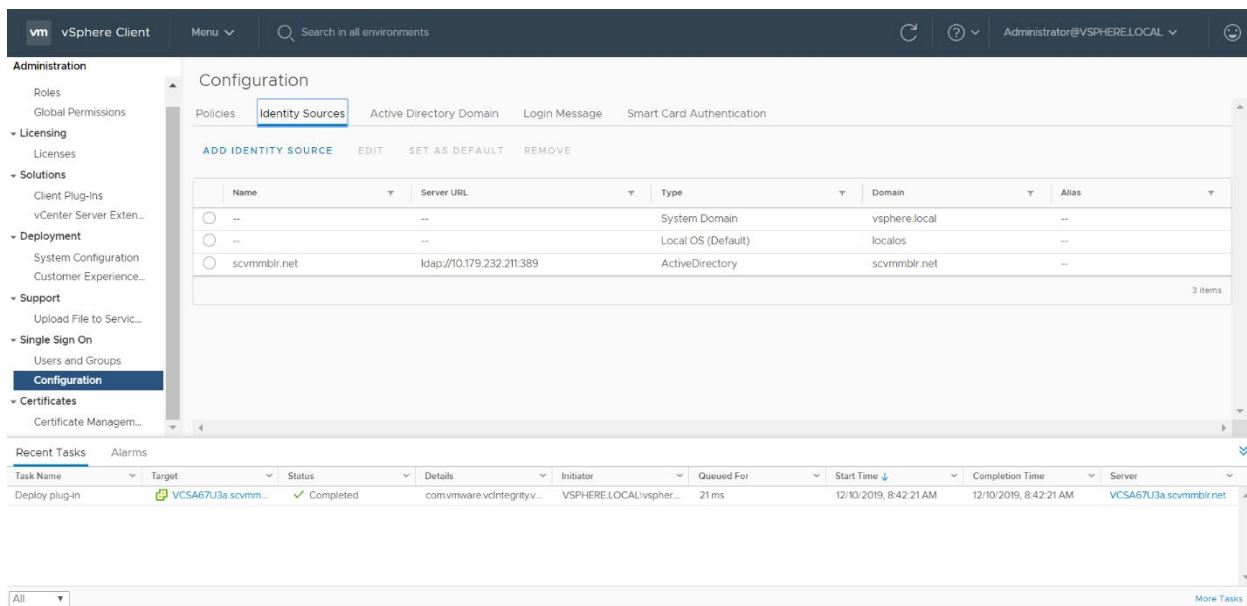 vm vSphere Client Menu Search in all environments Administrator@VSPHERE.LOCAL
Administration
Roles
Global Permissions
Licensing
Licenses
Solutions
Client Plug-Ins
vCenter Server Exten...
Deployment
System Configuration
Customer Experience...
Support
Upload File to Servic...
Single Sign On
Users and Groups
Configuration
Certificates
Certificate Managem...
Configuration
Policies Identity Sources Active Directory Domain Login Message Smart Card Authentication
ADD IDENTITY SOURCE EDIT SET AS DEFAULT REMOVE
Name Server URL Type Domain Alias
-- -- System Domain vsphere.local --
-- -- Local OS (Default) localos --
scvmmblr.net ldap://10.179.232.211:389 ActiveDirectory scvmmblr.net --
3 items
Recent Tasks Alarms
Task Name Target Status Details Initiator Queued For Start Time Completion Time Server
Deploy plug-in VCSA67U3a.scvmm... Completed com.vmware.vcIntegrity.v... VSPHERE.LOCAL\vspher... 21 ms 12/10/2019, 8:42:21 AM 12/10/2019, 8:42:21 AM VCSA67U3a.scvmmblr.net
All More Tasks